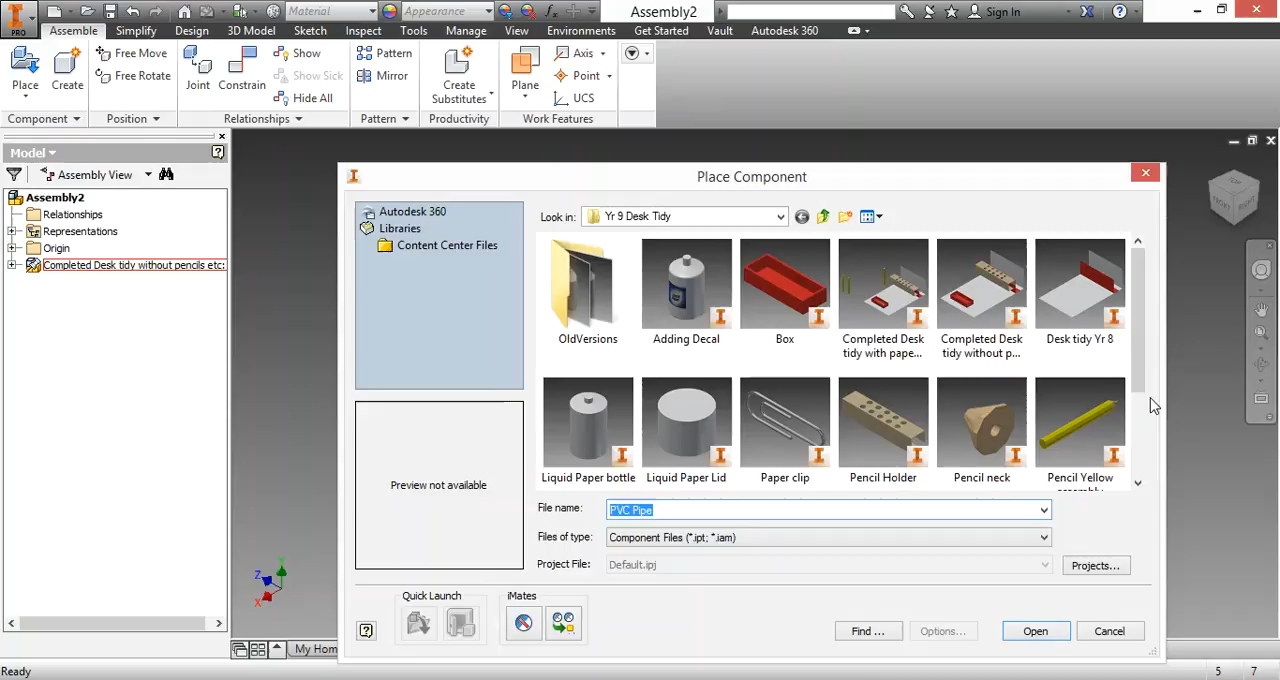 Material
Appearance
Assembly2
Sign In
PRO
Assemble Simplify Design 3D Model Sketch Inspect Tools Manage View Environments Get Started Vault Autodesk 360
Place
Create
Free Move
Free Rotate
Joint
Constrain
Show
Show Sick
Hide All
Pattern
Mirror
Create
Substitutes
Plane
Axis
Point
UCS
Component Position Relationships Pattern Productivity Work Features
Model
Assembly View
Assembly2
Relationships
Representations
Origin
Completed Desk tidy without pencils etc:
Place Component
Autodesk 360
Libraries
Content Center Files
Look in: Yr 9 Desk Tidy
OldVersions
Adding Decal
Box
Completed Desk
tidy with pape...
Completed Desk
tidy without p...
Desk tidy Yr 8
Liquid Paper bottle
Liquid Paper Lid
Paper clip
Pencil Holder
Pencil neck
Pencil Yellow
assembly
Preview not available
File name: PVC Pipe
Files of type: Component Files (*.ipt; *.iam)
Project File: Default.ipj
Projects...
Quick Launch
iMates
Find ...
Options...
Open
Cancel
TOP
FRONT
RIGHT
Z
Y
X
My Hom
Ready
5 7